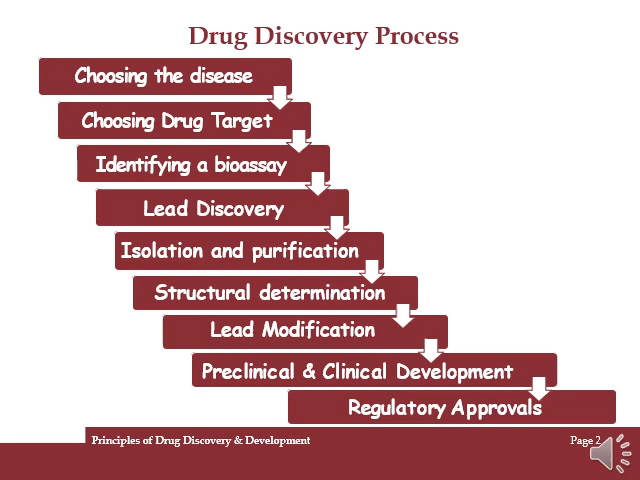 Drug Discovery Process
Choosing the disease
Choosing Drug Target
Identifying a bioassay
Lead Discovery
Isolation and purification
Structural determination
Lead Modification
Preclinical & Clinical Development
Regulatory Approvals
Principles of Drug Discovery & Development
Page 2